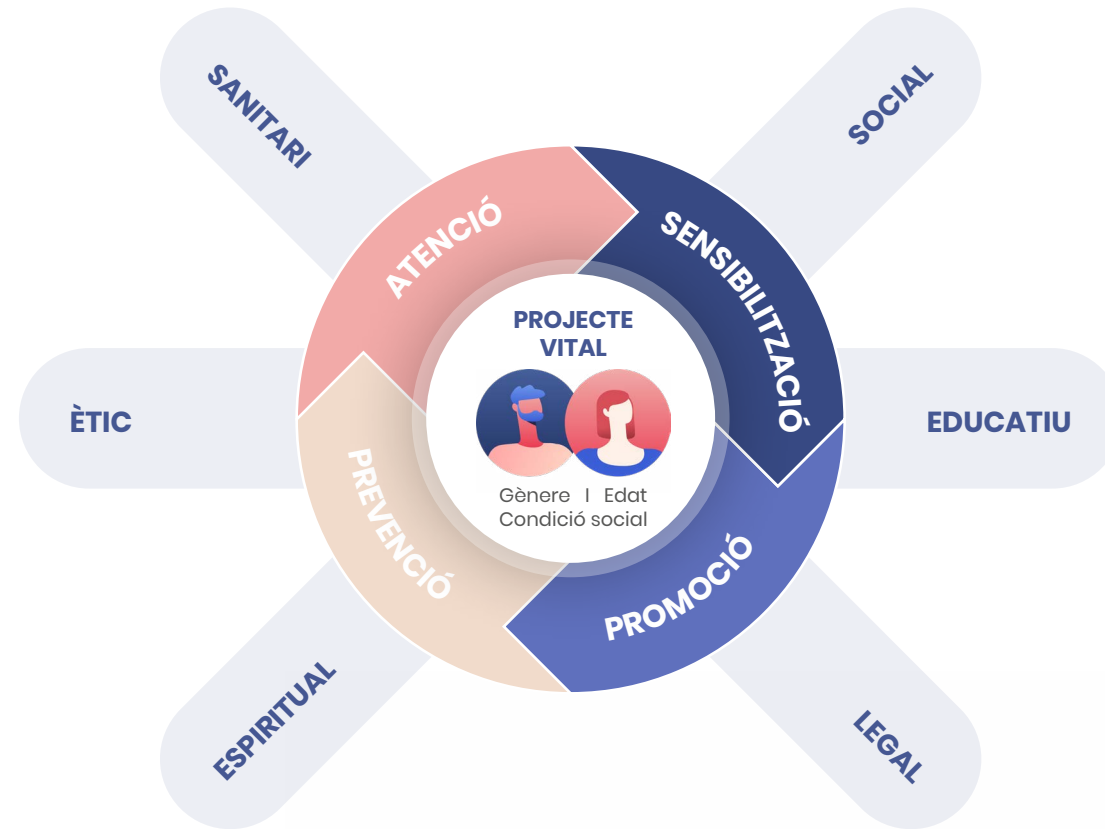 SANITARI
SOCIAL
ATENCIÓ
SENSIBILITZACIÓ
PROJECTE
VITAL
ÈTIC
EDUCATIU
Gènere I Edat
Condició social
PREVENCIÓ
PROMOCIÓ
ESPIRITUAL
LEGAL